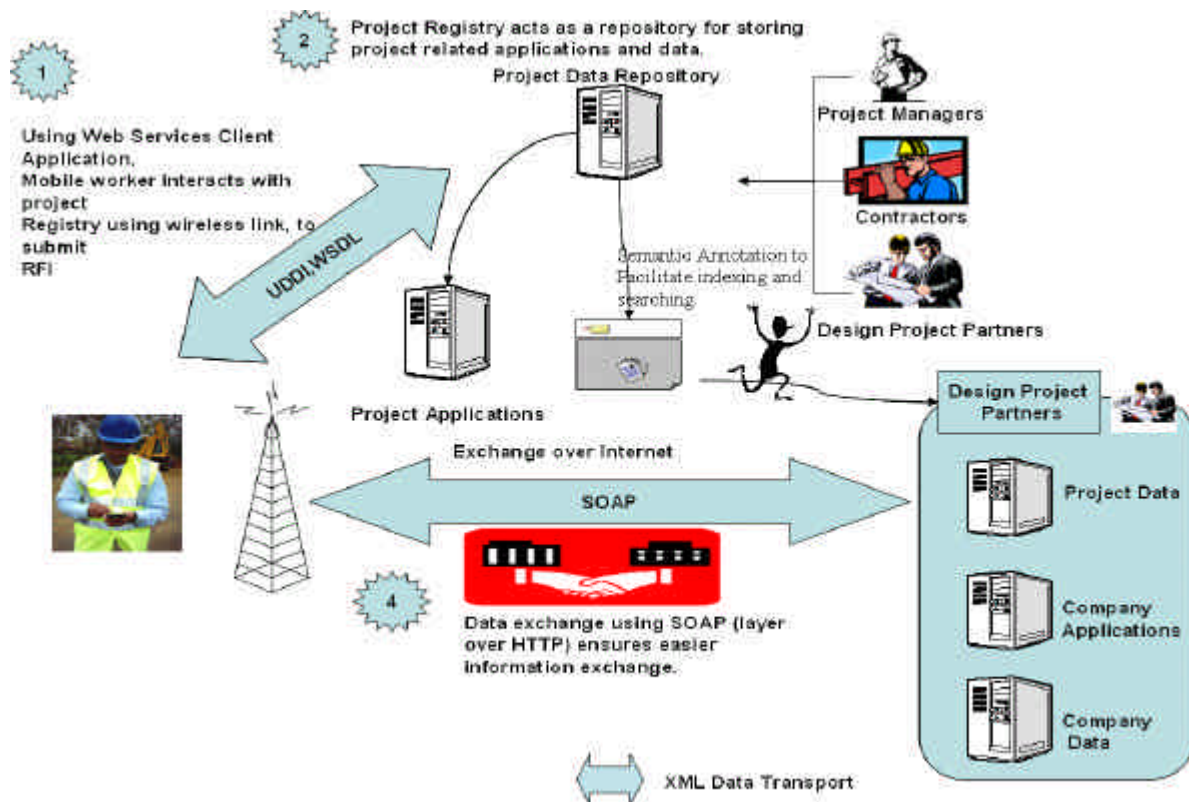 1
2
Project Registry acts as a repository for storing
project related applications and data.
Project Data Repository
Using Web Services Client
Application,
Mobile worker interacts with
project
Registry using wireless link, to
submit
RFI
UDDI,WSDL
Project Managers
Contractors
Design Project Partners
Semantic Annotation to
Facilitate indexing and
searching
Project Applications
Exchange over Internet
SOAP
4
Data exchange using SOAP (layer
over HTTP) ensures easier
information exchange.
Design Project
Partners
Project Data
Company
Applications
Company
Data
XML Data Transport